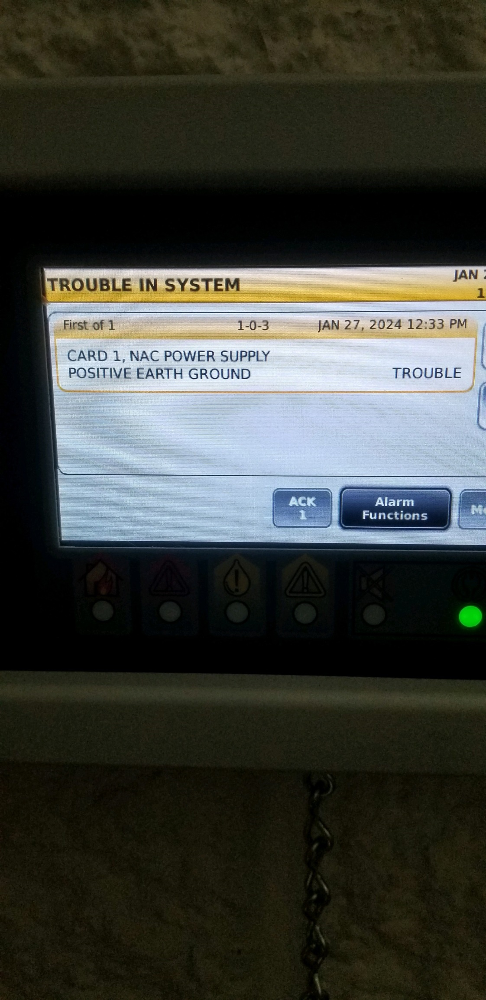 TROUBLE IN SYSTEM
JAN
First of 1 1-0-3 JAN 27, 2024 12:33 PM
CARD 1, NAC POWER SUPPLY
POSITIVE EARTH GROUND TROUBLE
ACK
1
Alarm
Functions